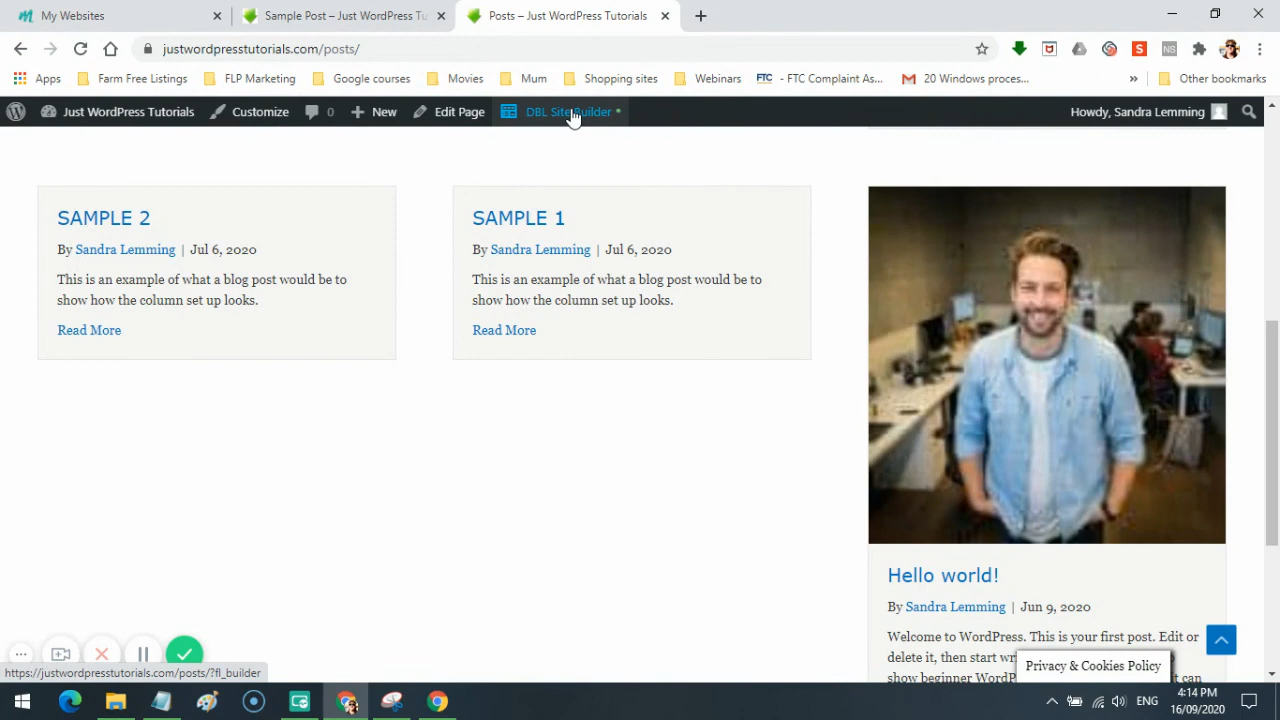 My Websites
Sample Post – Just WordPress Tu
Posts – Just WordPress Tutorials
justwordpresstutorials.com/posts/
Apps
Farm Free Listings
FLP Marketing
Google courses
Movies
Mum
Shopping sites
Webinars
FTC - FTC Complaint As...
20 Windows proces...
»
Other bookmarks
Just WordPress Tutorials
Customize
0
New
Edit Page
DBL Site Builder
Howdy, Sandra Lemming
SAMPLE 2
By Sandra Lemming | Jul 6, 2020
This is an example of what a blog post would be to
show how the column set up looks.
Read More
SAMPLE 1
By Sandra Lemming | Jul 6, 2020
This is an example of what a blog post would be to
show how the column set up looks.
Read More
Hello world!
By Sandra Lemming | Jun 9, 2020
Welcome to WordPress. This is your first post. Edit or
delete it, then start wri
show beginner WordP
can
Privacy & Cookies Policy
https://justwordpresstutorials.com/posts/?fl_builder
ENG
4:14 PM
16/09/2020